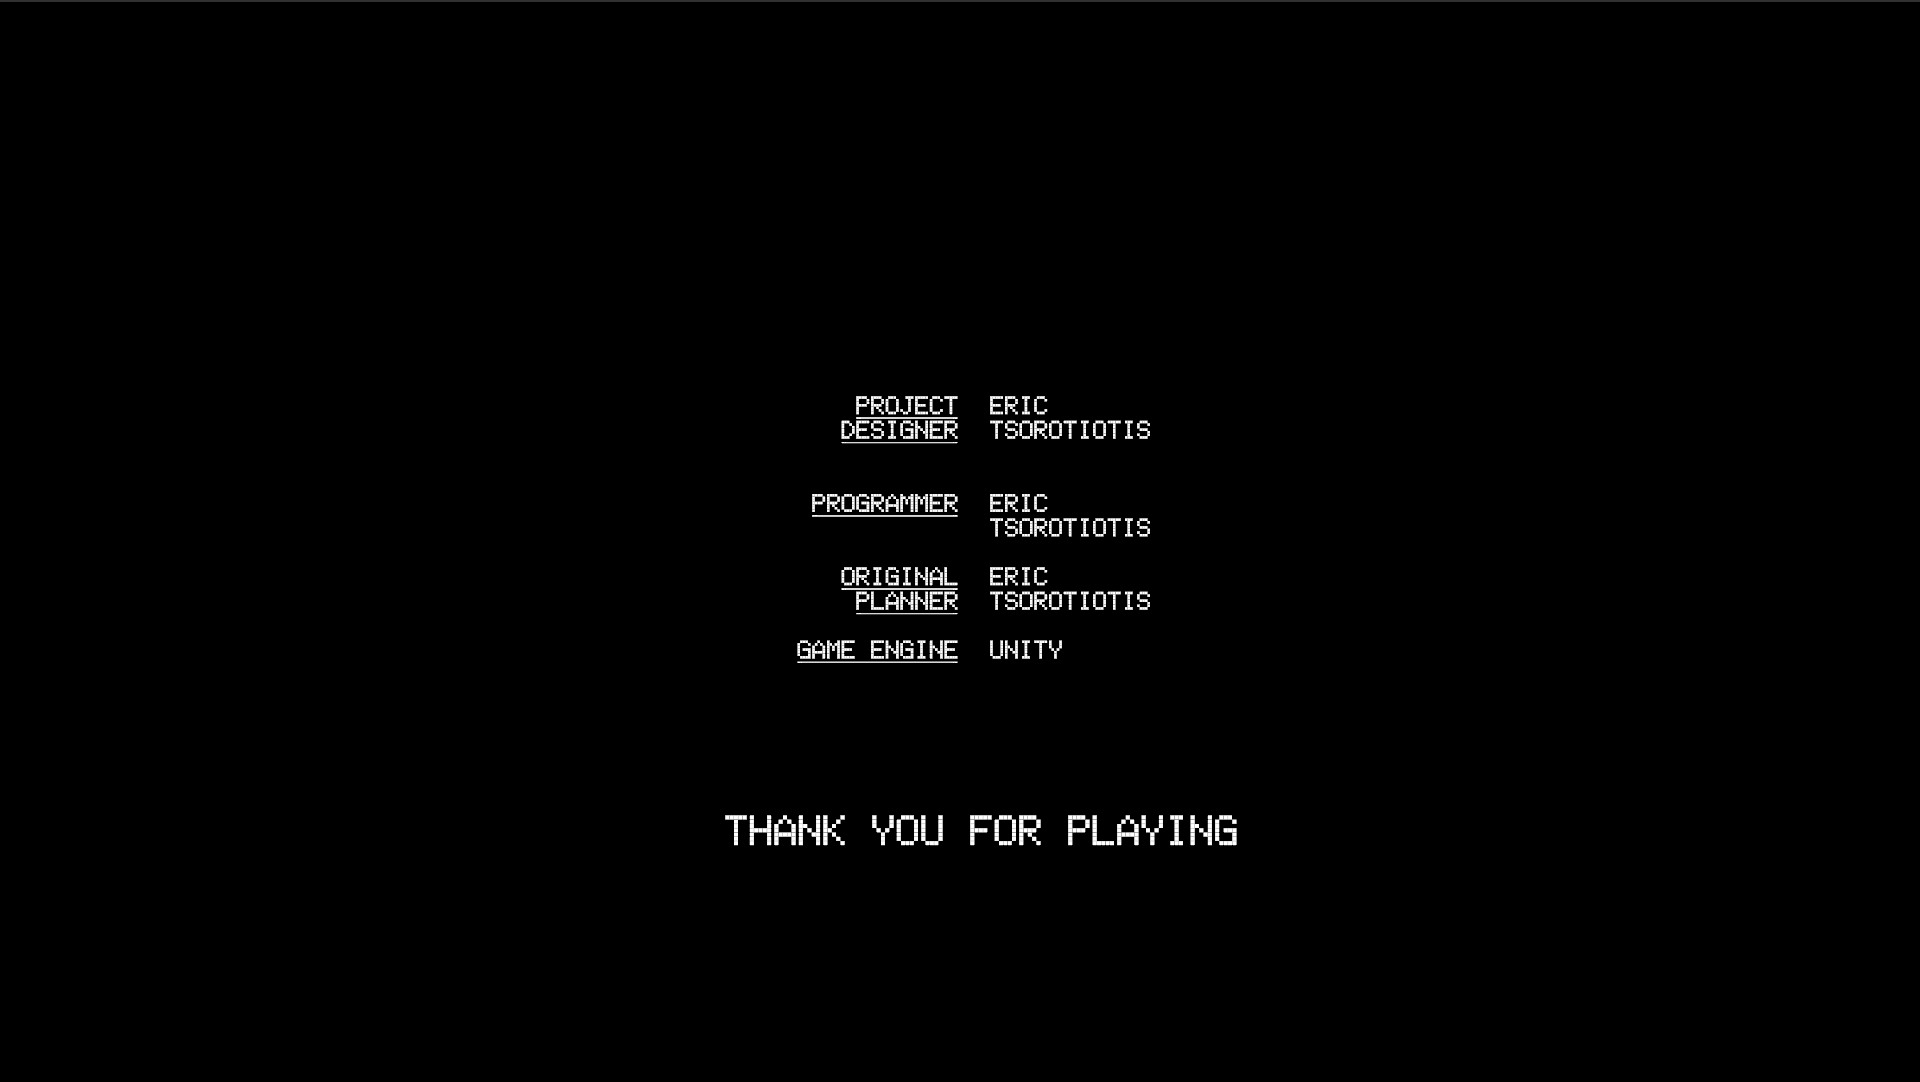 PROJECT ERIC
DESIGNER TSOROTIOTIS
PROGRAMMER ERIC
TSOROTIOTIS
ORIGINAL ERIC
PLANNER TSOROTIOTIS
GAME ENGINE UNITY
THANK YOU FOR PLAYING